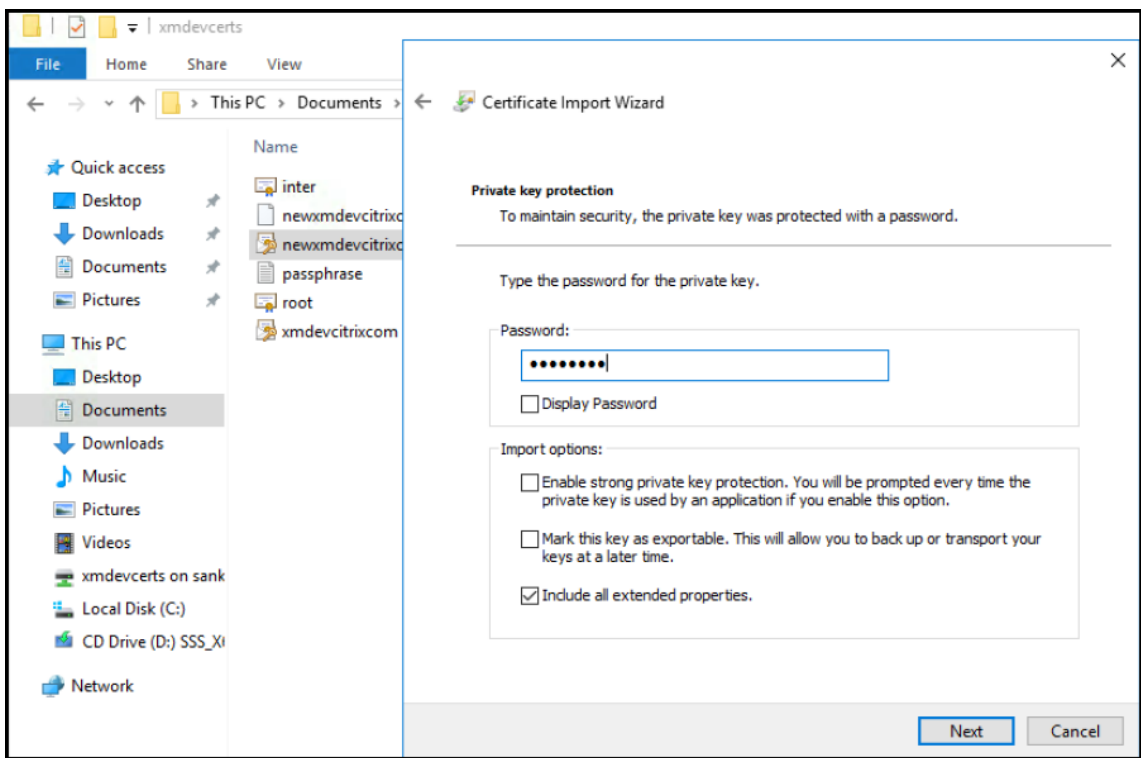 xmdevcerts
File Home Share View
This PC > Documents >
Quick access
Desktop
Downloads
Documents
Pictures
This PC
Desktop
Documents
Downloads
Music
Pictures
Videos
xmdevcerts on sank
Local Disk (C:)
CD Drive (D:) SSS_X
Network
Name
inter
newxmdevcitrixc
newxmdevcitrixc
passphrase
root
xmdevcitrixcom
Certificate Import Wizard
Private key protection
To maintain security, the private key was protected with a password.
Type the password for the private key.
Password:
••••••••
Display Password
Import options:
Enable strong private key protection. You will be prompted every time the
private key is used by an application if you enable this option.
Mark this key as exportable. This will allow you to back up or transport your
keys at a later time.
Include all extended properties.
Next Cancel